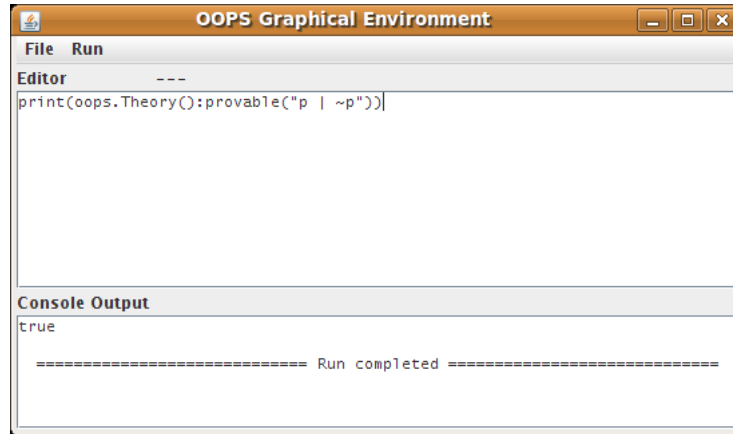 OOPS Graphical Environment
File Run
Editor ---
print(oops.Theory():provable("p | ~p"))
Console Output
true
============================= Run completed =============================